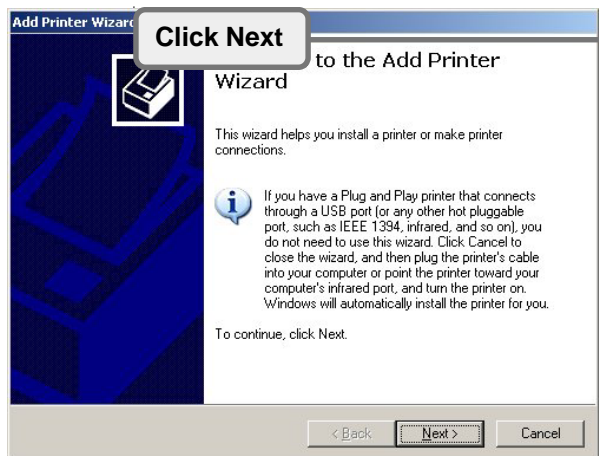 Add Printer Wizard
Click Next
to the Add Printer
Wizard
This wizard helps you install a printer or make printer
connections.
If you have a Plug and Play printer that connects
through a USB port (or any other hot pluggable
port, such as IEEE 1394, infrared, and so on), you
do not need to use this wizard. Click Cancel to
close the wizard, and then plug the printer's cable
into your computer or point the printer toward your
computer's infrared port, and turn the printer on.
Windows will automatically install the printer for you.
To continue, click Next.
< Back Next > Cancel